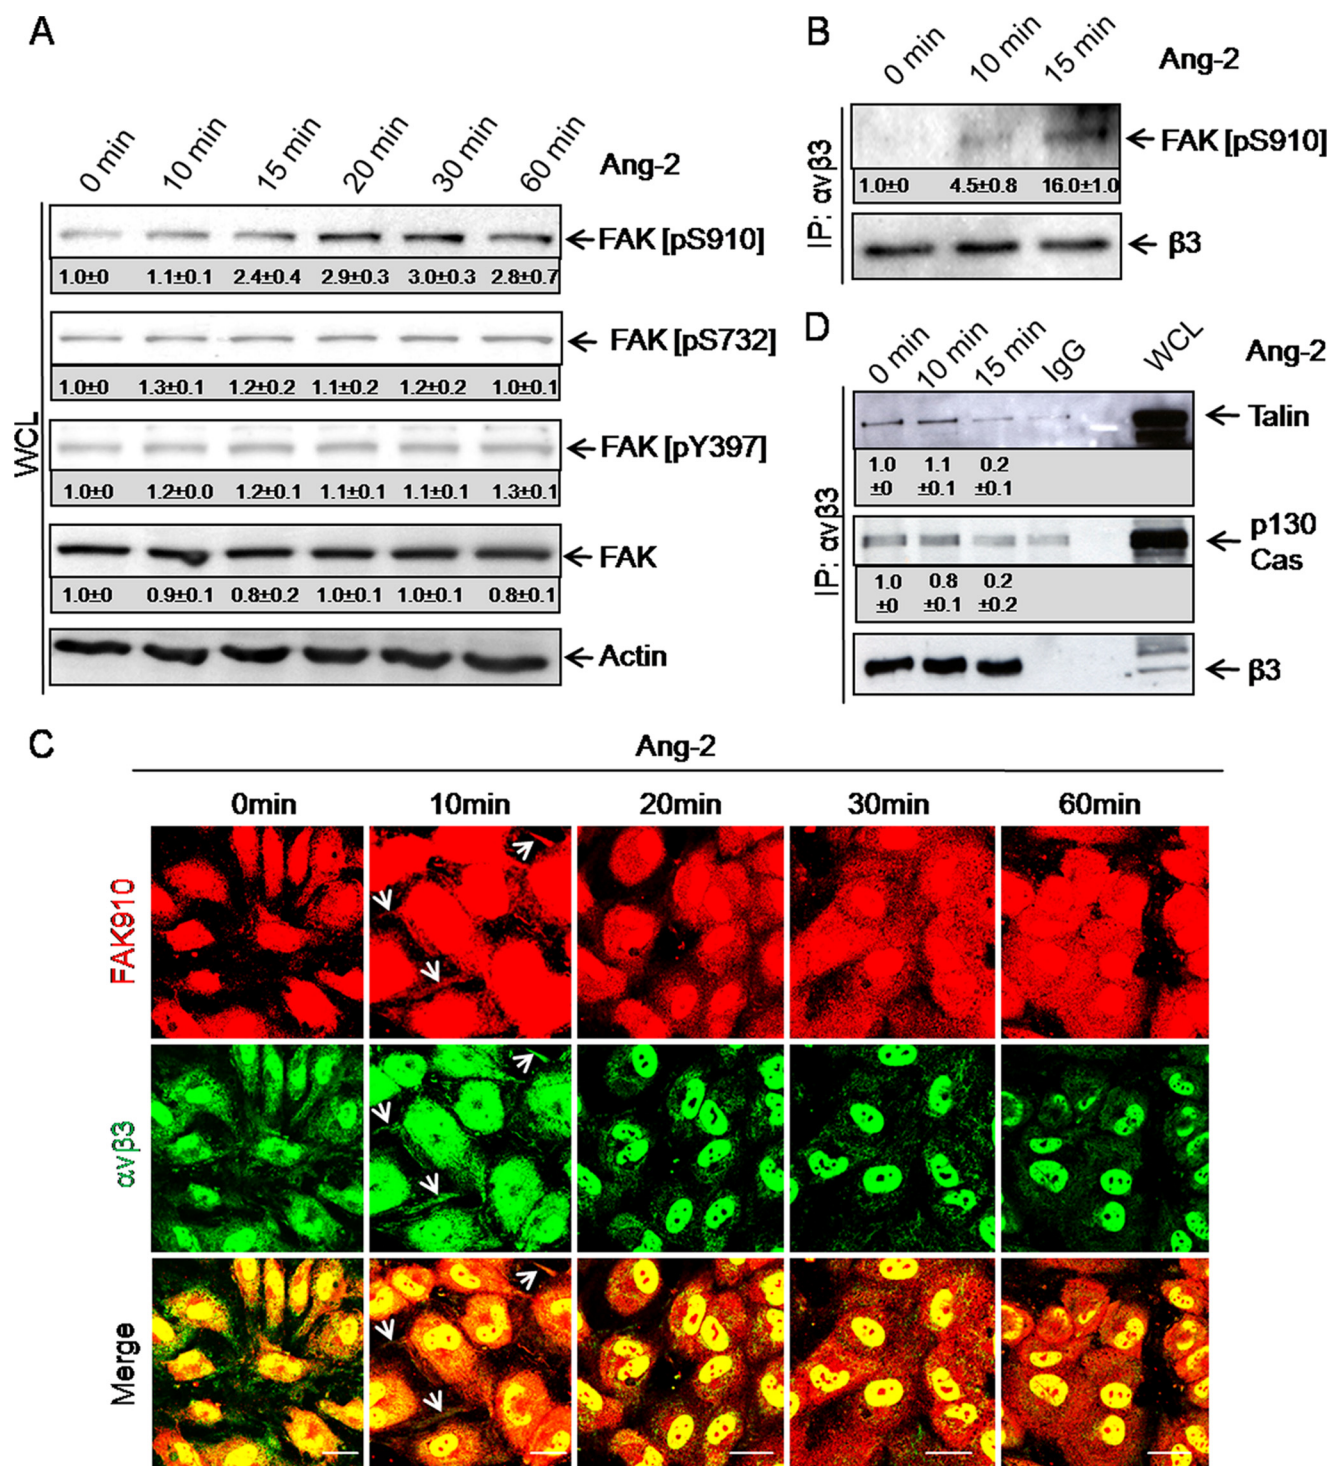 A
0 min 10 min 15 min 20 min 30 min 60 min Ang-2
WCL
FAK [pS910]
1.0±0 1.1±0.1 2.4±0.4 2.9±0.3 3.0±0.3 2.8±0.7
FAK [pS732]
1.0±0 1.3±0.1 1.2±0.2 1.1±0.2 1.2±0.2 1.0±0.1
FAK [pY397]
1.0±0 1.2±0.0 1.2±0.1 1.1±0.1 1.1±0.1 1.3±0.1
FAK
1.0±0 0.9±0.1 0.8±0.2 1.0±0.1 1.0±0.1 0.8±0.1
Actin
B
0 min 10 min 15 min Ang-2
IP: αvβ3
FAK [pS910]
1.0±0 4.5±0.8 16.0±1.0
β3
D
0 min 10 min 15 min IgG WCL Ang-2
IP: αvβ3
Talin
1.0 1.1 0.2
±0 ±0.1 ±0.1
p130
Cas
1.0 0.8 0.2
±0 ±0.1 ±0.2
β3
C
Ang-2
0min 10min 20min 30min 60min
FAK910
αvβ3
Merge